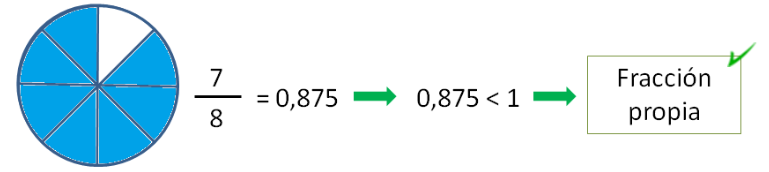 7
8
= 0,875
0,875 < 1
Fracción
propia